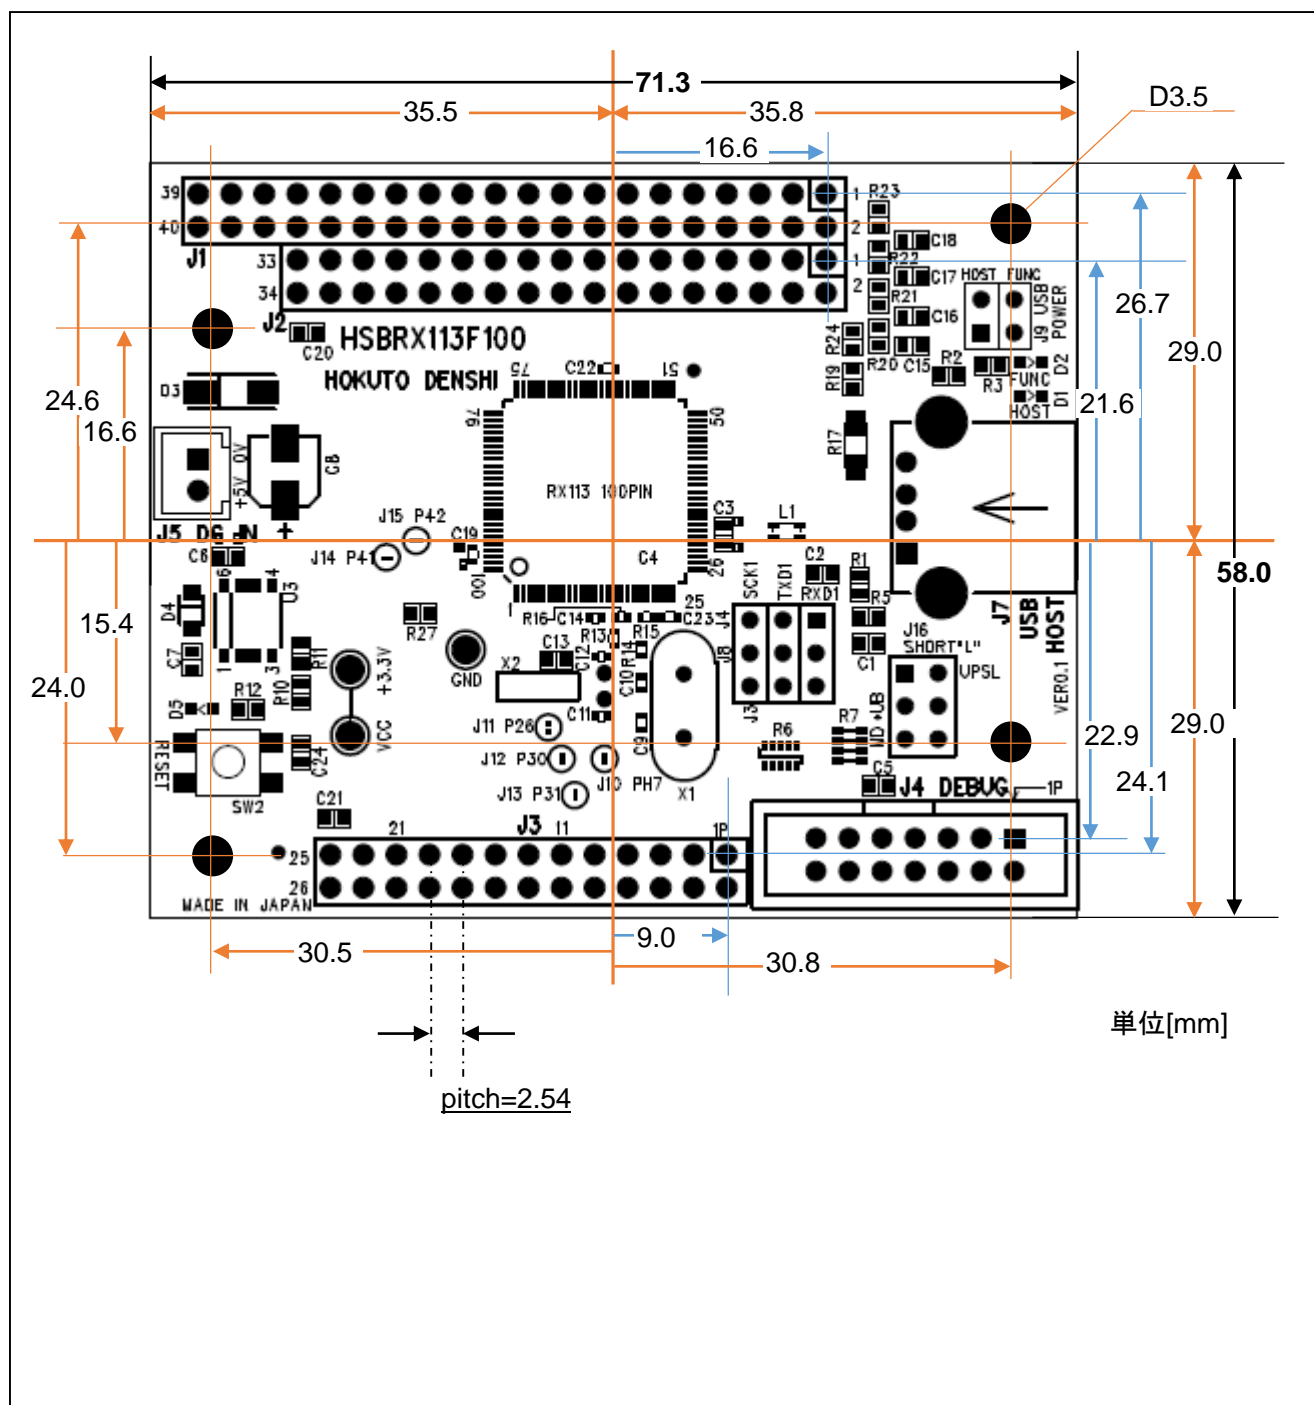 71.3
35.5
35.8
D3.5
16.6
39
1
R23
40
2
C18
J1
33
1
R22
C17
HOST FUNC
26.7
34
2
R21
J9 USB POWER
J2
C16
HSBRX113F100
R24
29.0
C20
R20
C15
R2
R3
D2
75
C22
51
HOKUTO DENSHI
R19
FUNC
D3
D1
24.6
HOST
21.6
16.6
76
50
R17
0V
C8
+5V
RX113 100PIN
J15 P42
C3
L1
J5 DC IN
+
C19
J14 P41
C6
C4
26
C2
R1
58.0
6
4
U3
100
SCK1
TXD1
RXD1
D4
1
25
R5
J7
USB
HOST
15.4
R27
R16
C14
R15
C23
J4
J16
R13
SHORT"L"
C7
1
3
R11
+3.3V
C13
C12
R14
J8
C1
X2
GND
UPSL
24.0
R12
R10
C10
VER0.1
D5
C11
J3
J11 P26
R7
MD +UB
R6
22.9
29.0
RESET
VCC
C9
C24
J12 P30
J10 PH7
24.1
C5
J13 P31
X1
J4 DEBUG
1P
SW2
C21
21
J3
11
1P
25
26
MADE IN JAPAN
30.5
9.0
30.8
単位[mm]
pitch=2.54